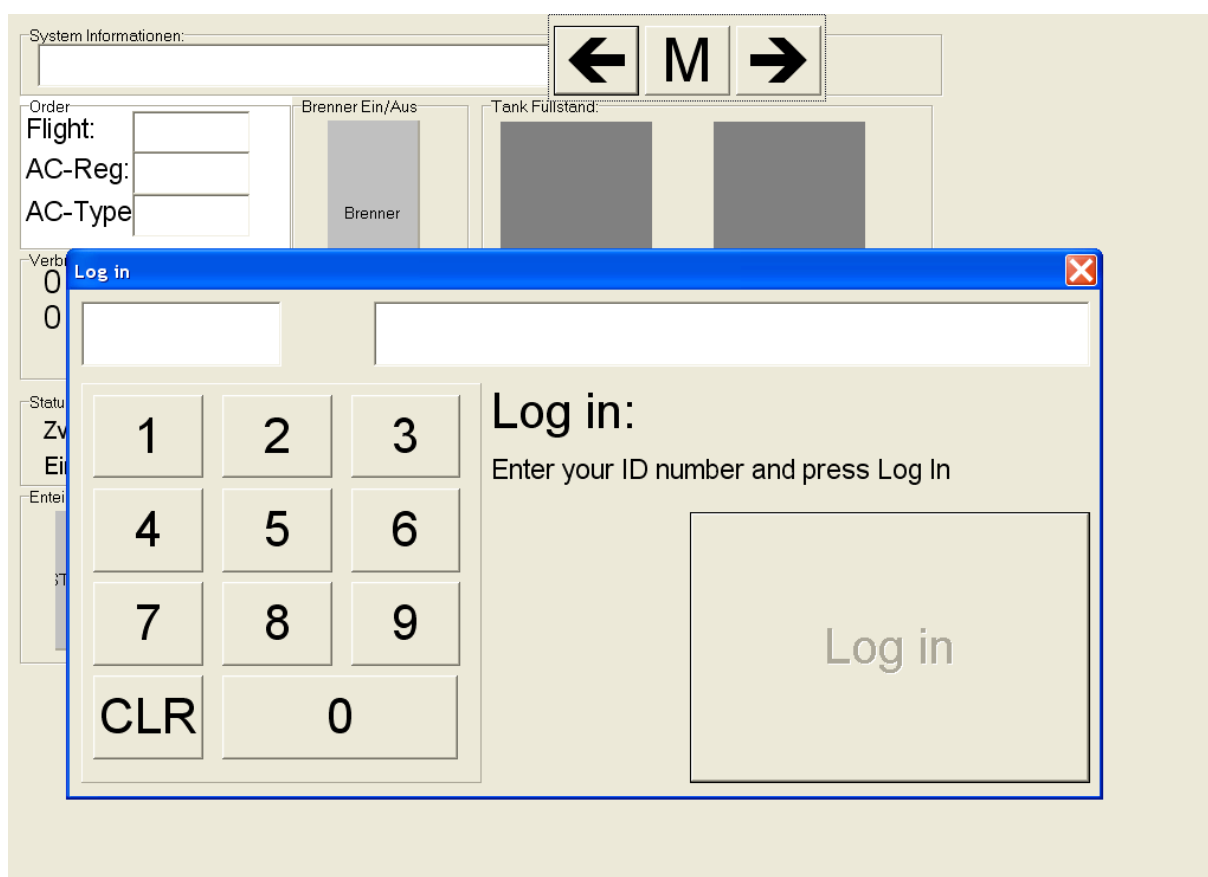 System Informationen:
M
Order
Flight:
AC-Reg:
AC-Type
Brenner Ein/Aus
Brenner
Tank Füllstand:
0
0
Log in
1 2 3
4 5 6
7 8 9
CLR 0
Log in:
Enter your ID number and press Log In
Log in